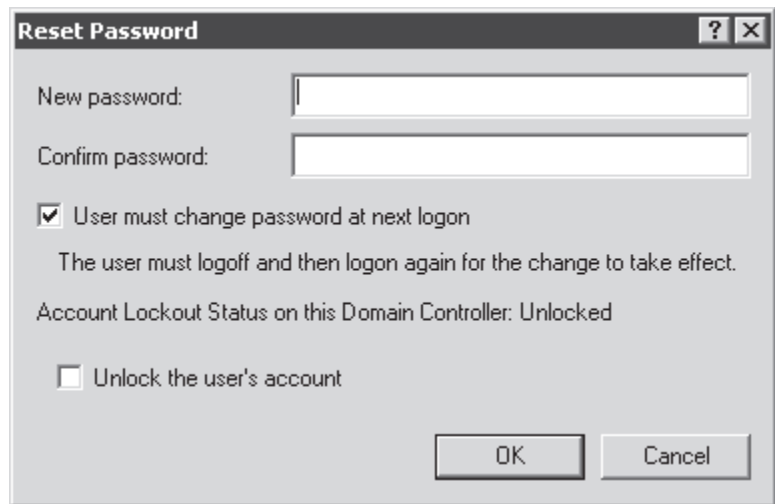 Reset Password
New password:
Confirm password:
User must change password at next logon
The user must logoff and then logon again for the change to take effect.
Account Lockout Status on this Domain Controller: Unlocked
Unlock the user's account
OK Cancel